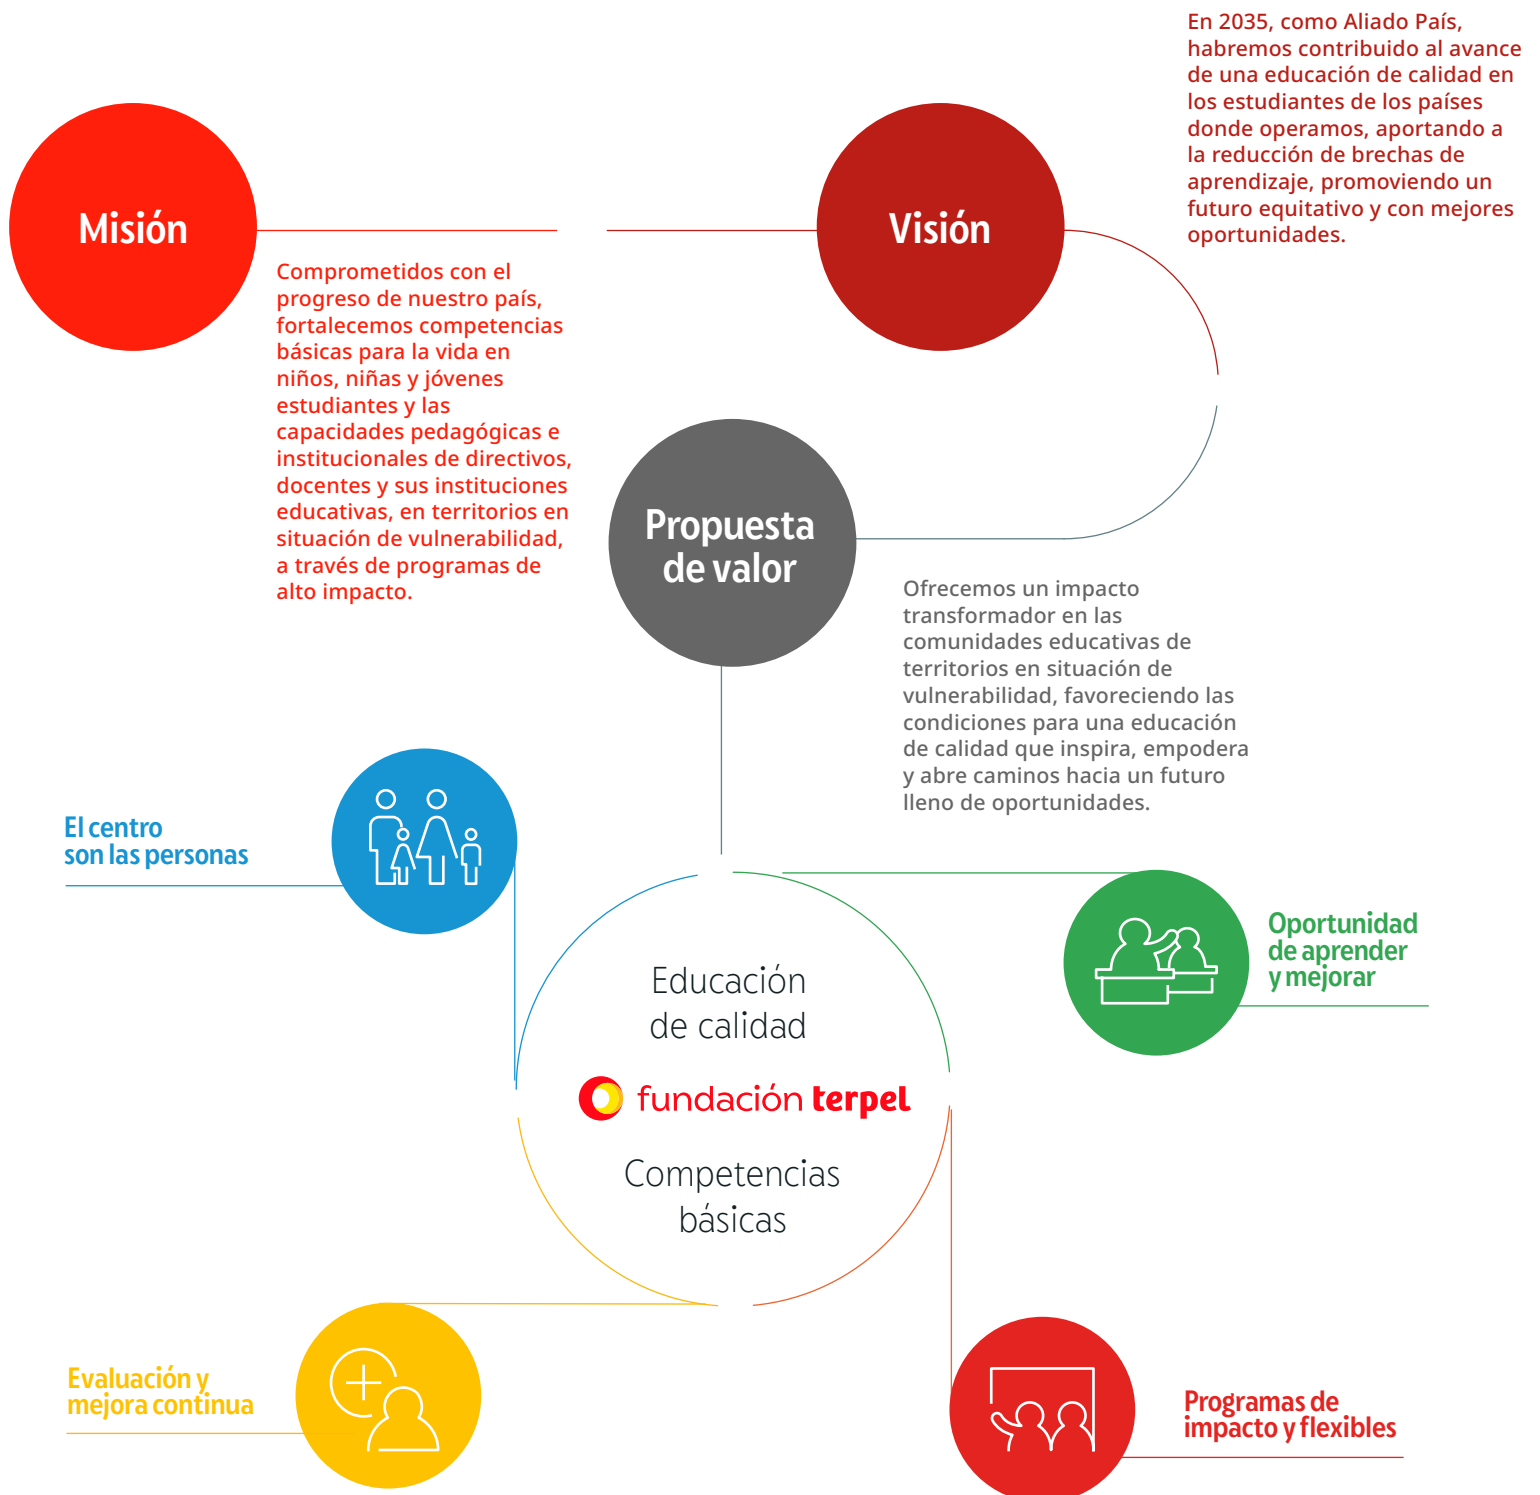 Misión
Comprometidos con el
progreso de nuestro país,
fortalecemos competencias
básicas para la vida en
niños, niñas y jóvenes
estudiantes y las
capacidades pedagógicas e
institucionales de directivos,
docentes y sus instituciones
educativas, en territorios en
situación de vulnerabilidad,
a través de programas de
alto impacto.
Visión
En 2035, como Aliado País,
habremos contribuido al avance
de una educación de calidad en
los estudiantes de los países
donde operamos, aportando a
la reducción de brechas de
aprendizaje, promoviendo un
futuro equitativo y con mejores
oportunidades.
Propuesta
de valor
Ofrecemos un impacto
transformador en las
comunidades educativas de
territorios en situación de
vulnerabilidad, favoreciendo las
condiciones para una educación
de calidad que inspira, empodera
y abre caminos hacia un futuro
lleno de oportunidades.
El centro
son las personas
Oportunidad
de aprender
y mejorar
Educación
de calidad
fundación terpel
Competencias
básicas
Evaluación y
mejora continua
Programas de
impacto y flexibles